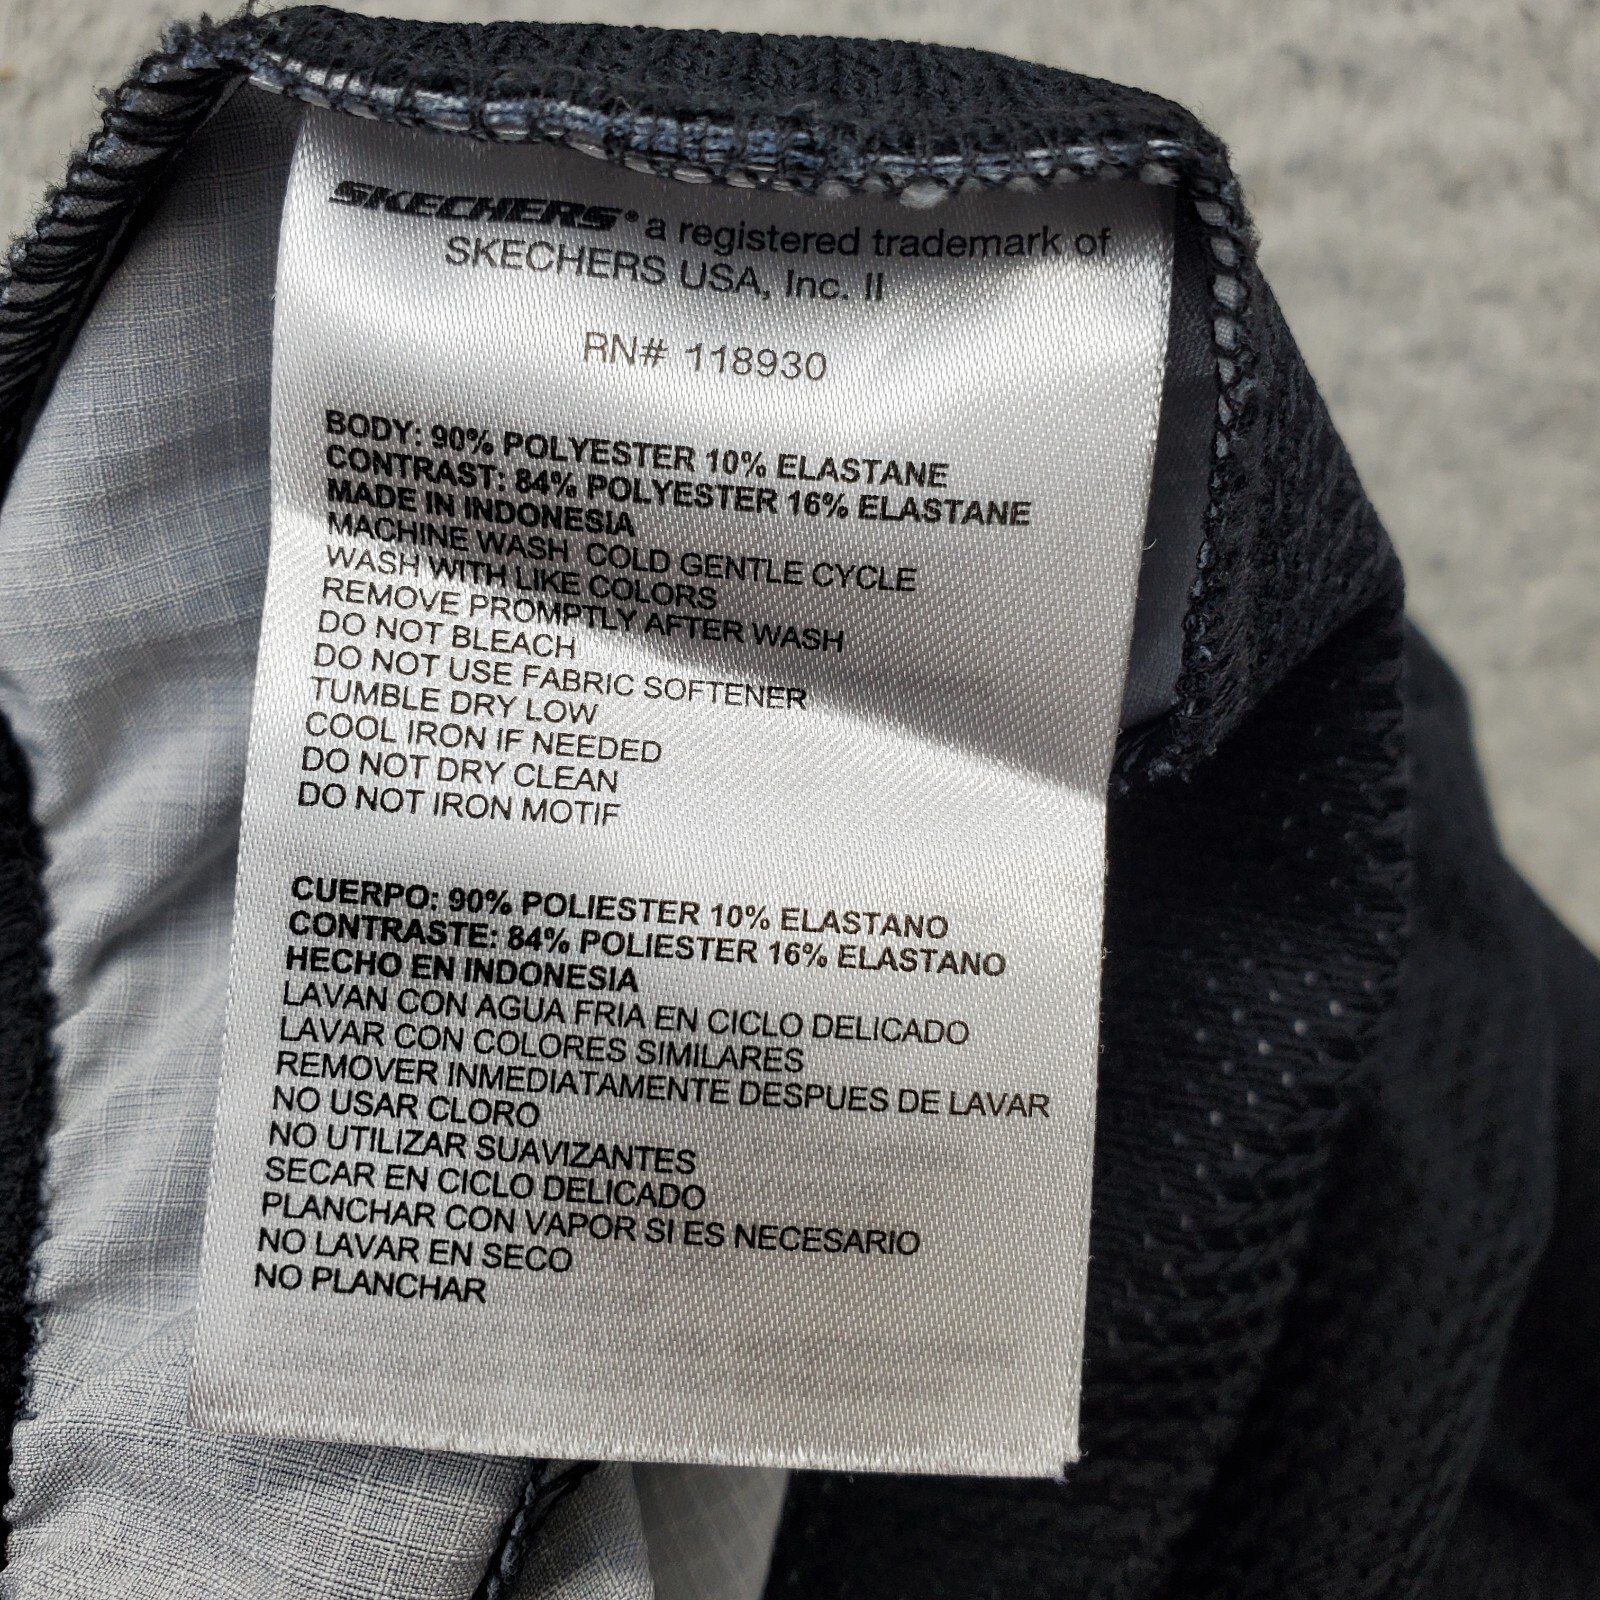 SKECHERS® a registered trademark of
SKECHERS USA, Inc. II
RN# 118930
BODY: 90% POLYESTER 10% ELASTANE
CONTRAST: 84% POLYESTER 16% ELASTANE
MADE IN INDONESIA
MACHINE WASH COLD GENTLE CYCLE
WASH WITH LIKE COLORS
REMOVE PROMPTLY AFTER WASH
DO NOT BLEACH
DO NOT USE FABRIC SOFTENER
TUMBLE DRY LOW
COOL IRON IF NEEDED
DO NOT DRY CLEAN
DO NOT IRON MOTIF
CUERPO: 90% POLIESTER 10% ELASTANO
CONTRASTE: 84% POLIESTER 16% ELASTANO
HECHO EN INDONESIA
LAVAN CON AGUA FRIA EN CICLO DELICADO
LAVAR CON COLORES SIMILARES
REMOVER INMEDIATAMENTE DESPUES DE LAVAR
NO USAR CLORO
NO UTILIZAR SUAVIZANTES
SECAR EN CICLO DELICADO
PLANCHAR CON VAPOR SI ES NECESARIO
NO LAVAR EN SECO
NO PLANCHAR